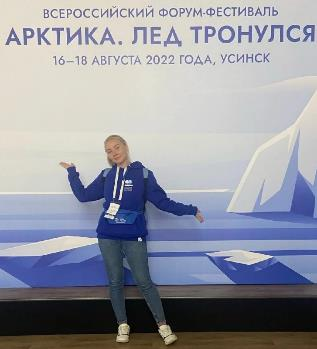 ВСЕРОССИЙСКИЙ ФОРУМ-ФЕСТИВАЛЬ
АРКТИКА. ЛЕД ТРОНУЛСЯ
16–18 АВГУСТА 2022 ГОДА, УСИНСК